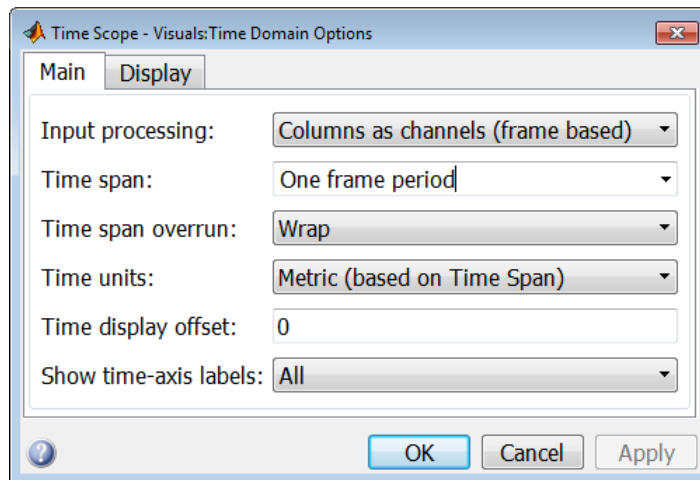 Time Scope - Visuals:Time Domain Options
Main Display
Input processing: Columns as channels (frame based)
Time span: One frame period
Time span overrun: Wrap
Time units: Metric (based on Time Span)
Time display offset: 0
Show time-axis labels: All
? OK Cancel Apply